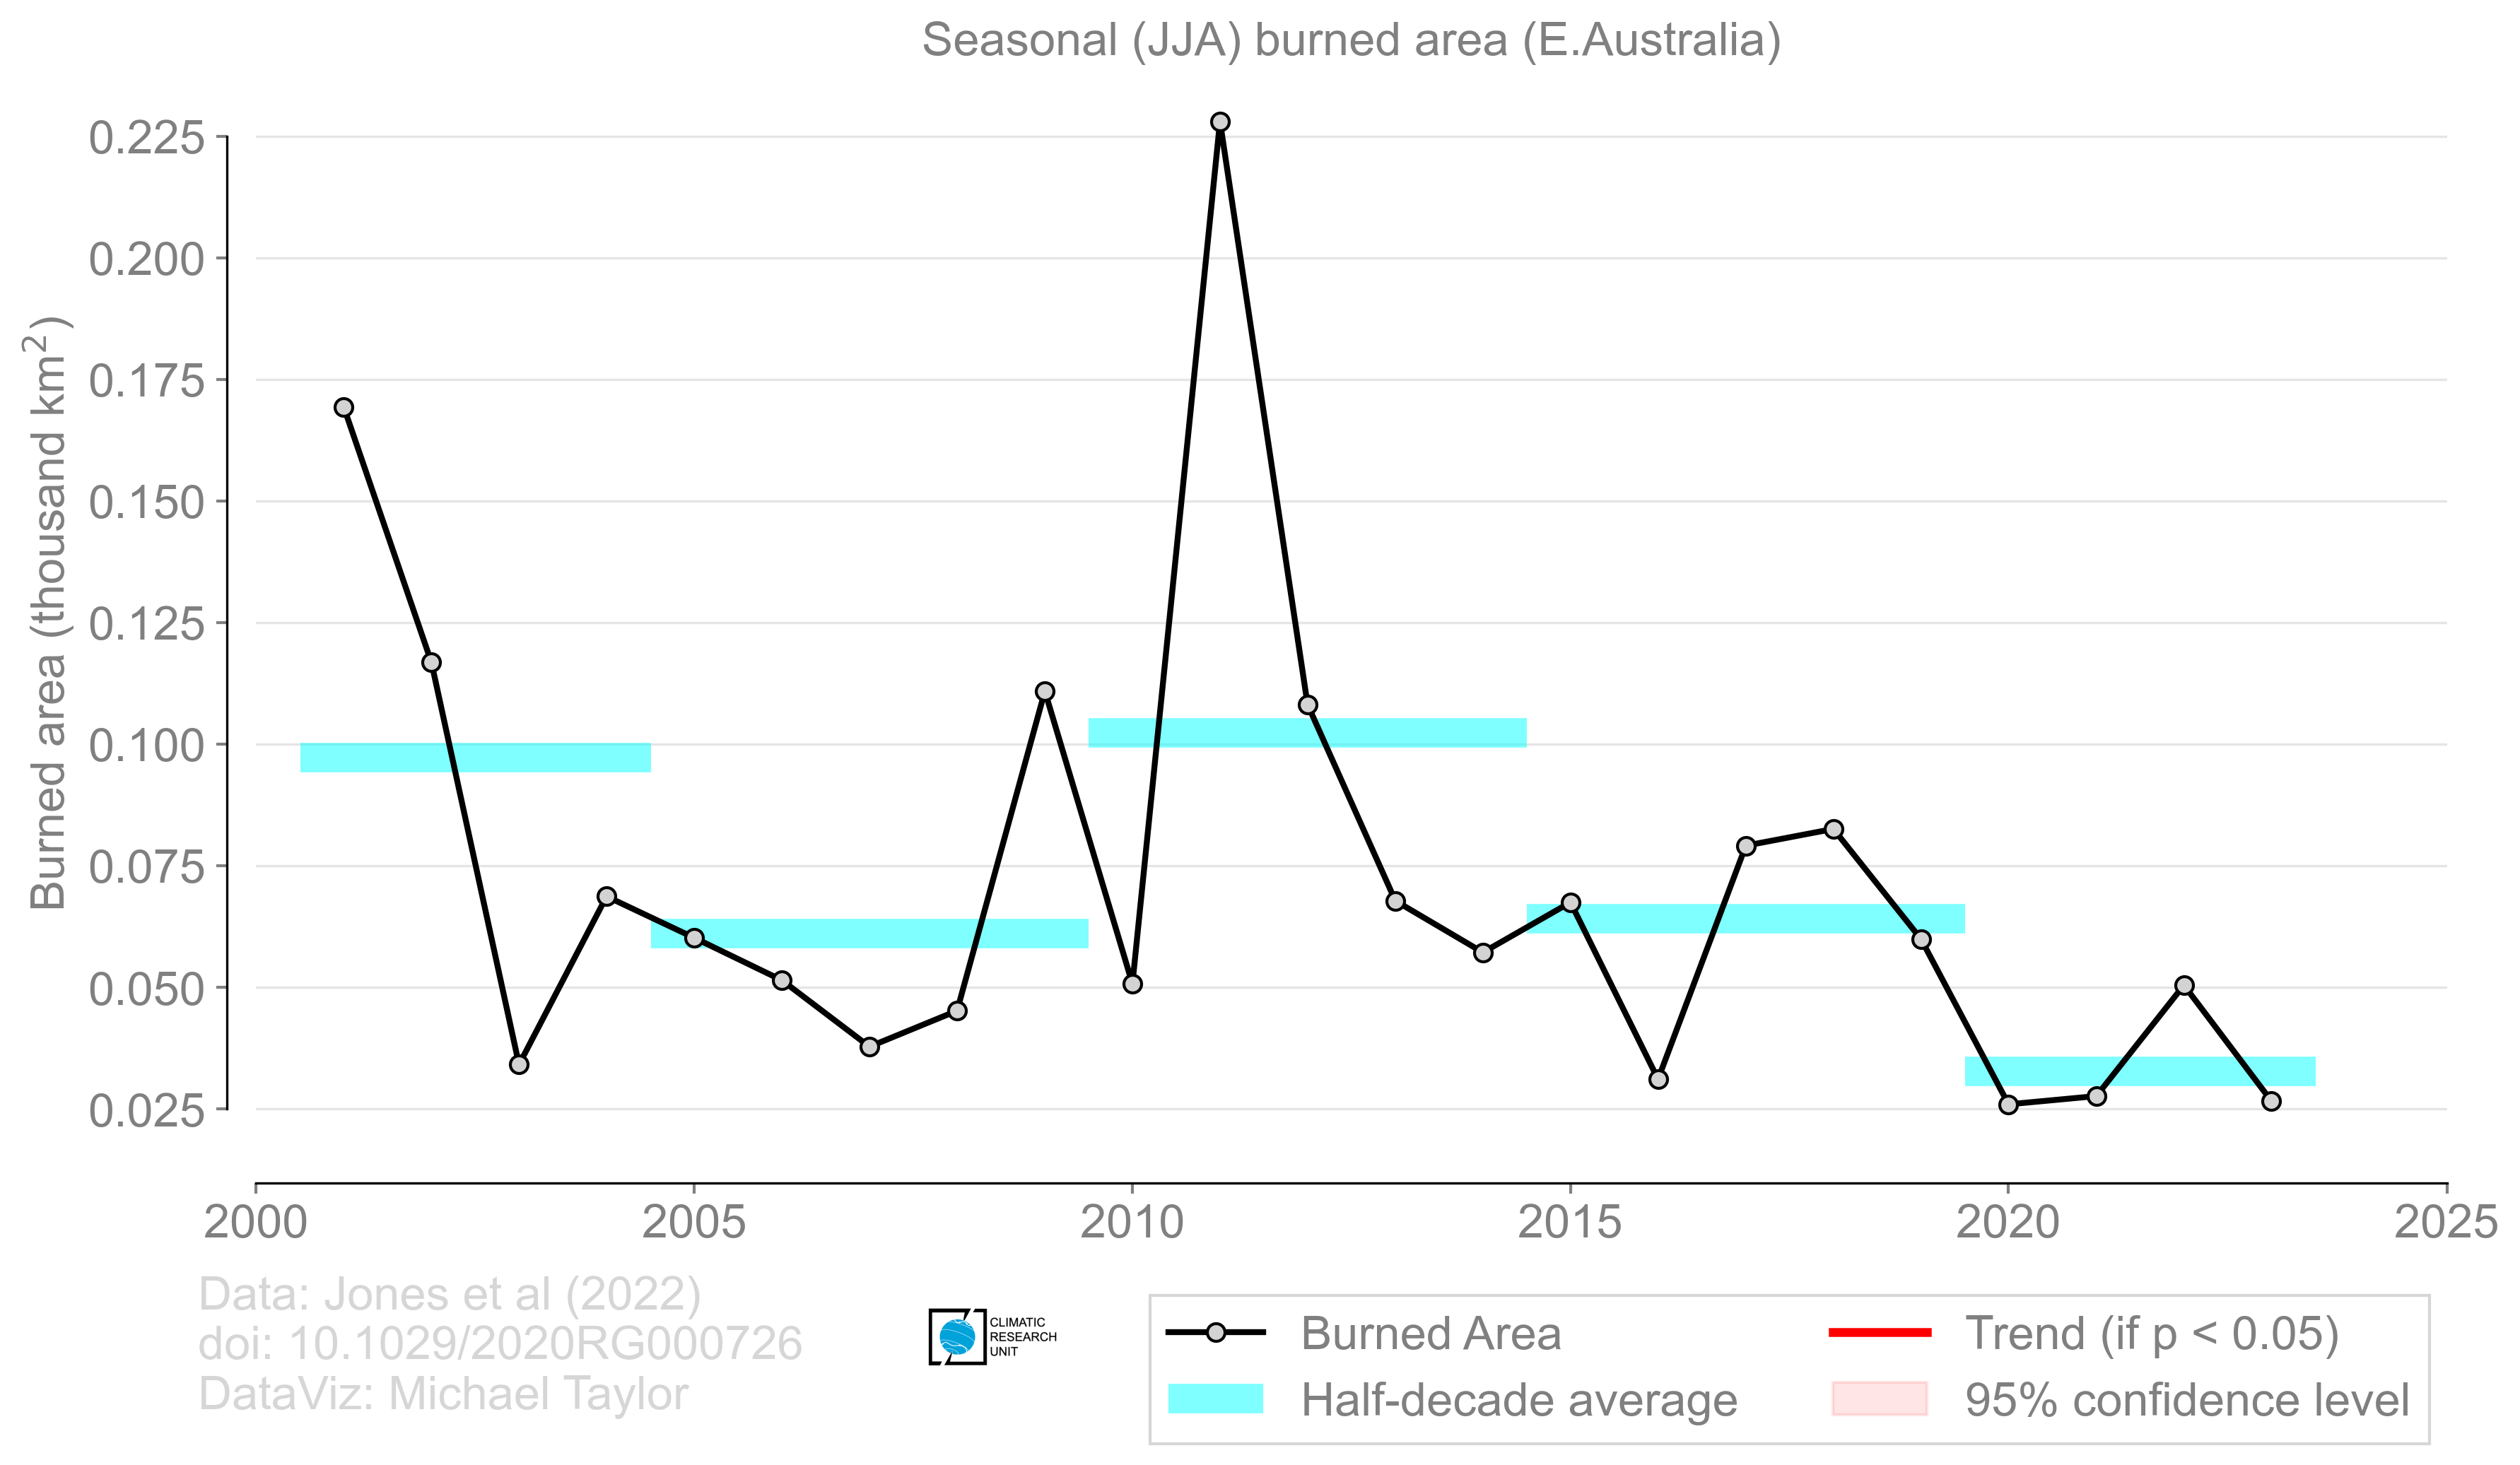 Seasonal (JJA) burned area (E.Australia)
Burned area (thousand km²)
0.225
0.200
0.175
0.150
0.125
0.100
0.075
0.050
0.025
2000 2005 2010 2015 2020 2025
Data: Jones et al (2022)
doi: 10.1029/2020RG000726
DataViz: Michael Taylor
CLIMATIC
RESEARCH
UNIT
Burned Area
Half-decade average
Trend (if p < 0.05)
95% confidence level